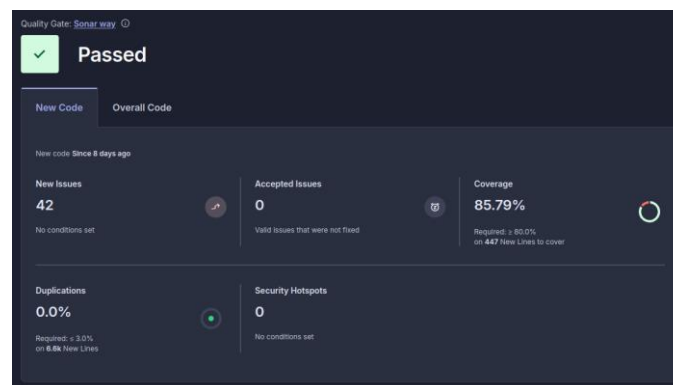 Quality Gate: Sonar way
Passed
New Code
Overall Code
New code Since 8 days ago
New Issues
42
No conditions set
Accepted Issues
0
Valid issues that were not fixed
Coverage
85.79%
Required: ≥ 80.0%
on 447 New Lines to cover
Duplications
0.0%
Required: ≤ 3.0%
on 6.6k New Lines
Security Hotspots
0
No conditions set